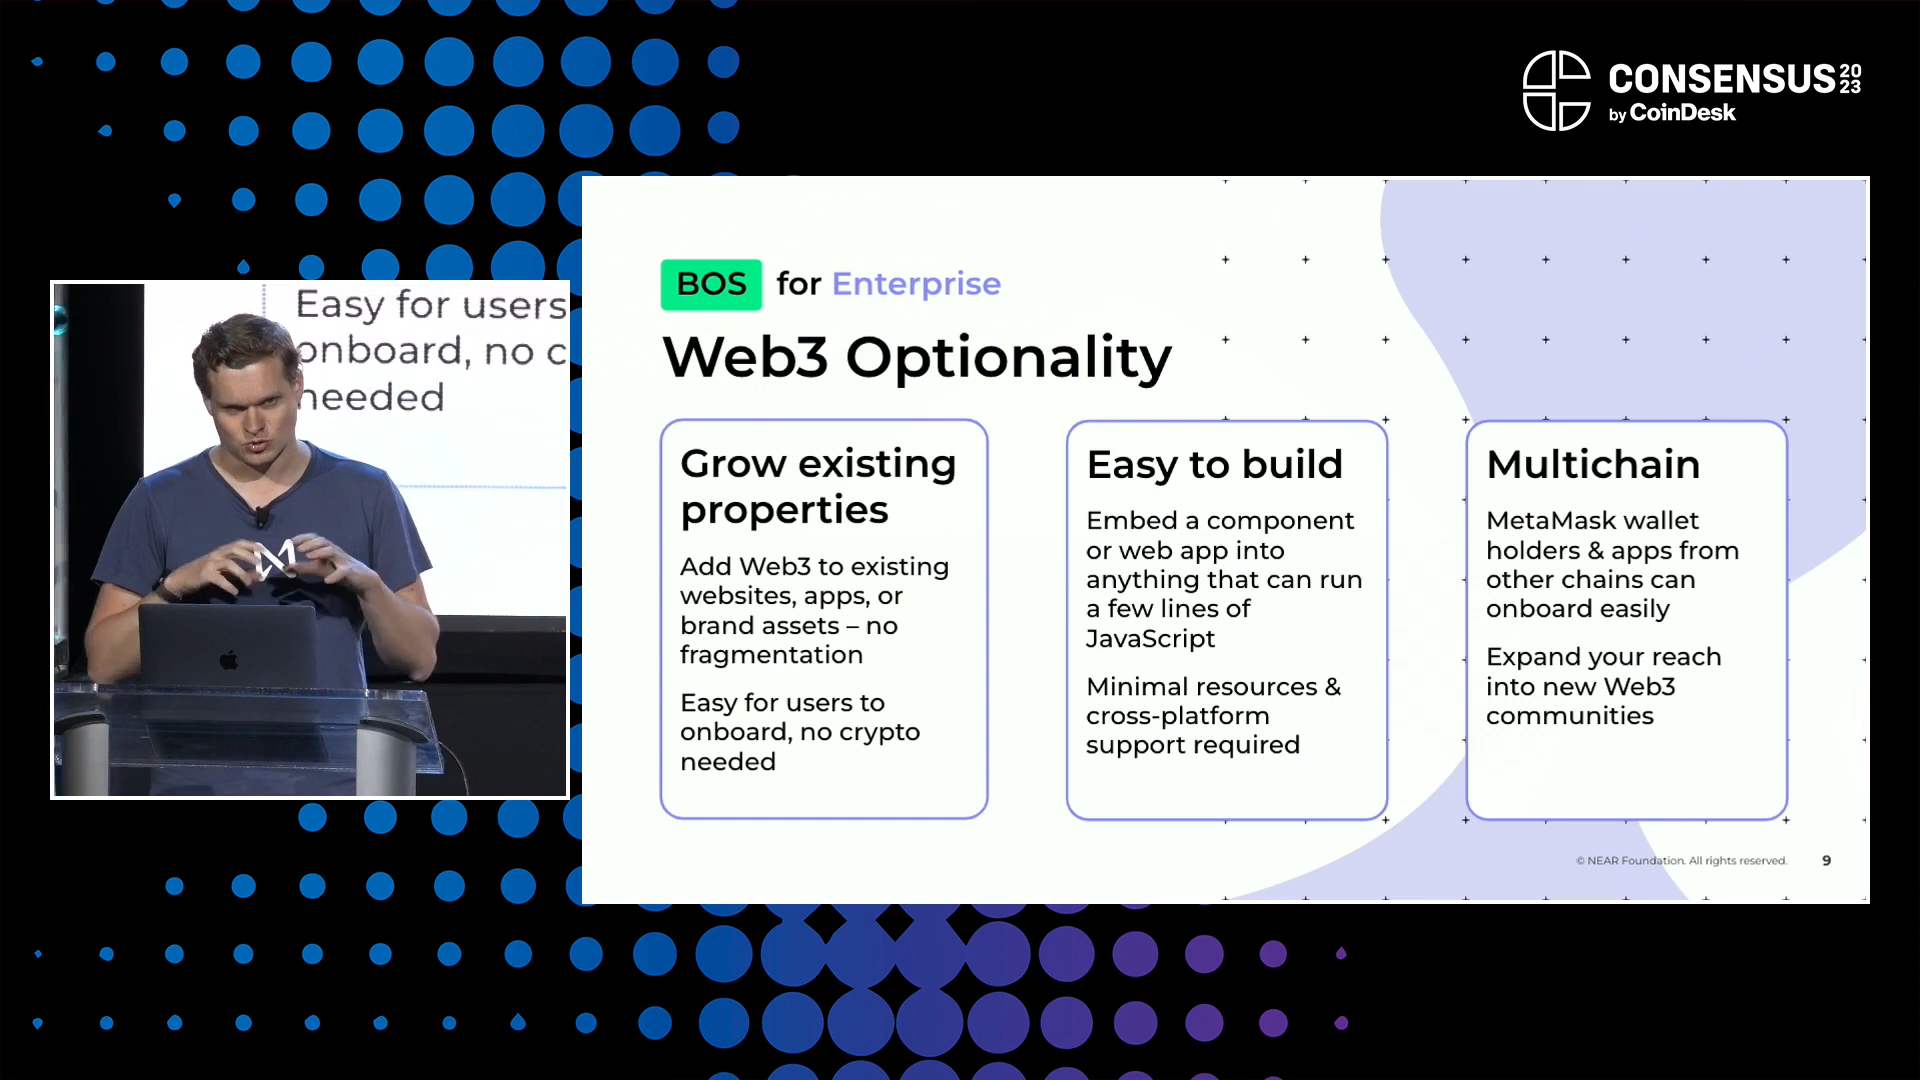 CONSENSUS 20
23
by CoinDesk
Easy for users
onboard, no c
needed
BOS for Enterprise
Web3 Optionality
Grow existing
properties
Add Web3 to existing
websites, apps, or
brand assets – no
fragmentation
Easy for users to
onboard, no crypto
needed
Easy to build
Embed a component
or web app into
anything that can run
a few lines of
JavaScript
Minimal resources &
cross-platform
support required
Multichain
MetaMask wallet
holders & apps from
other chains can
onboard easily
Expand your reach
into new Web3
communities
© NEAR Foundation. All rights reserved. 9